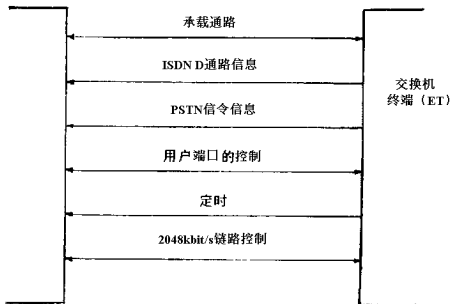 承载通路
ISDN D通路信息
PSTN信令信息
用户端口的控制
定时
2048kbit/s链路控制
交换机
终端（ET）